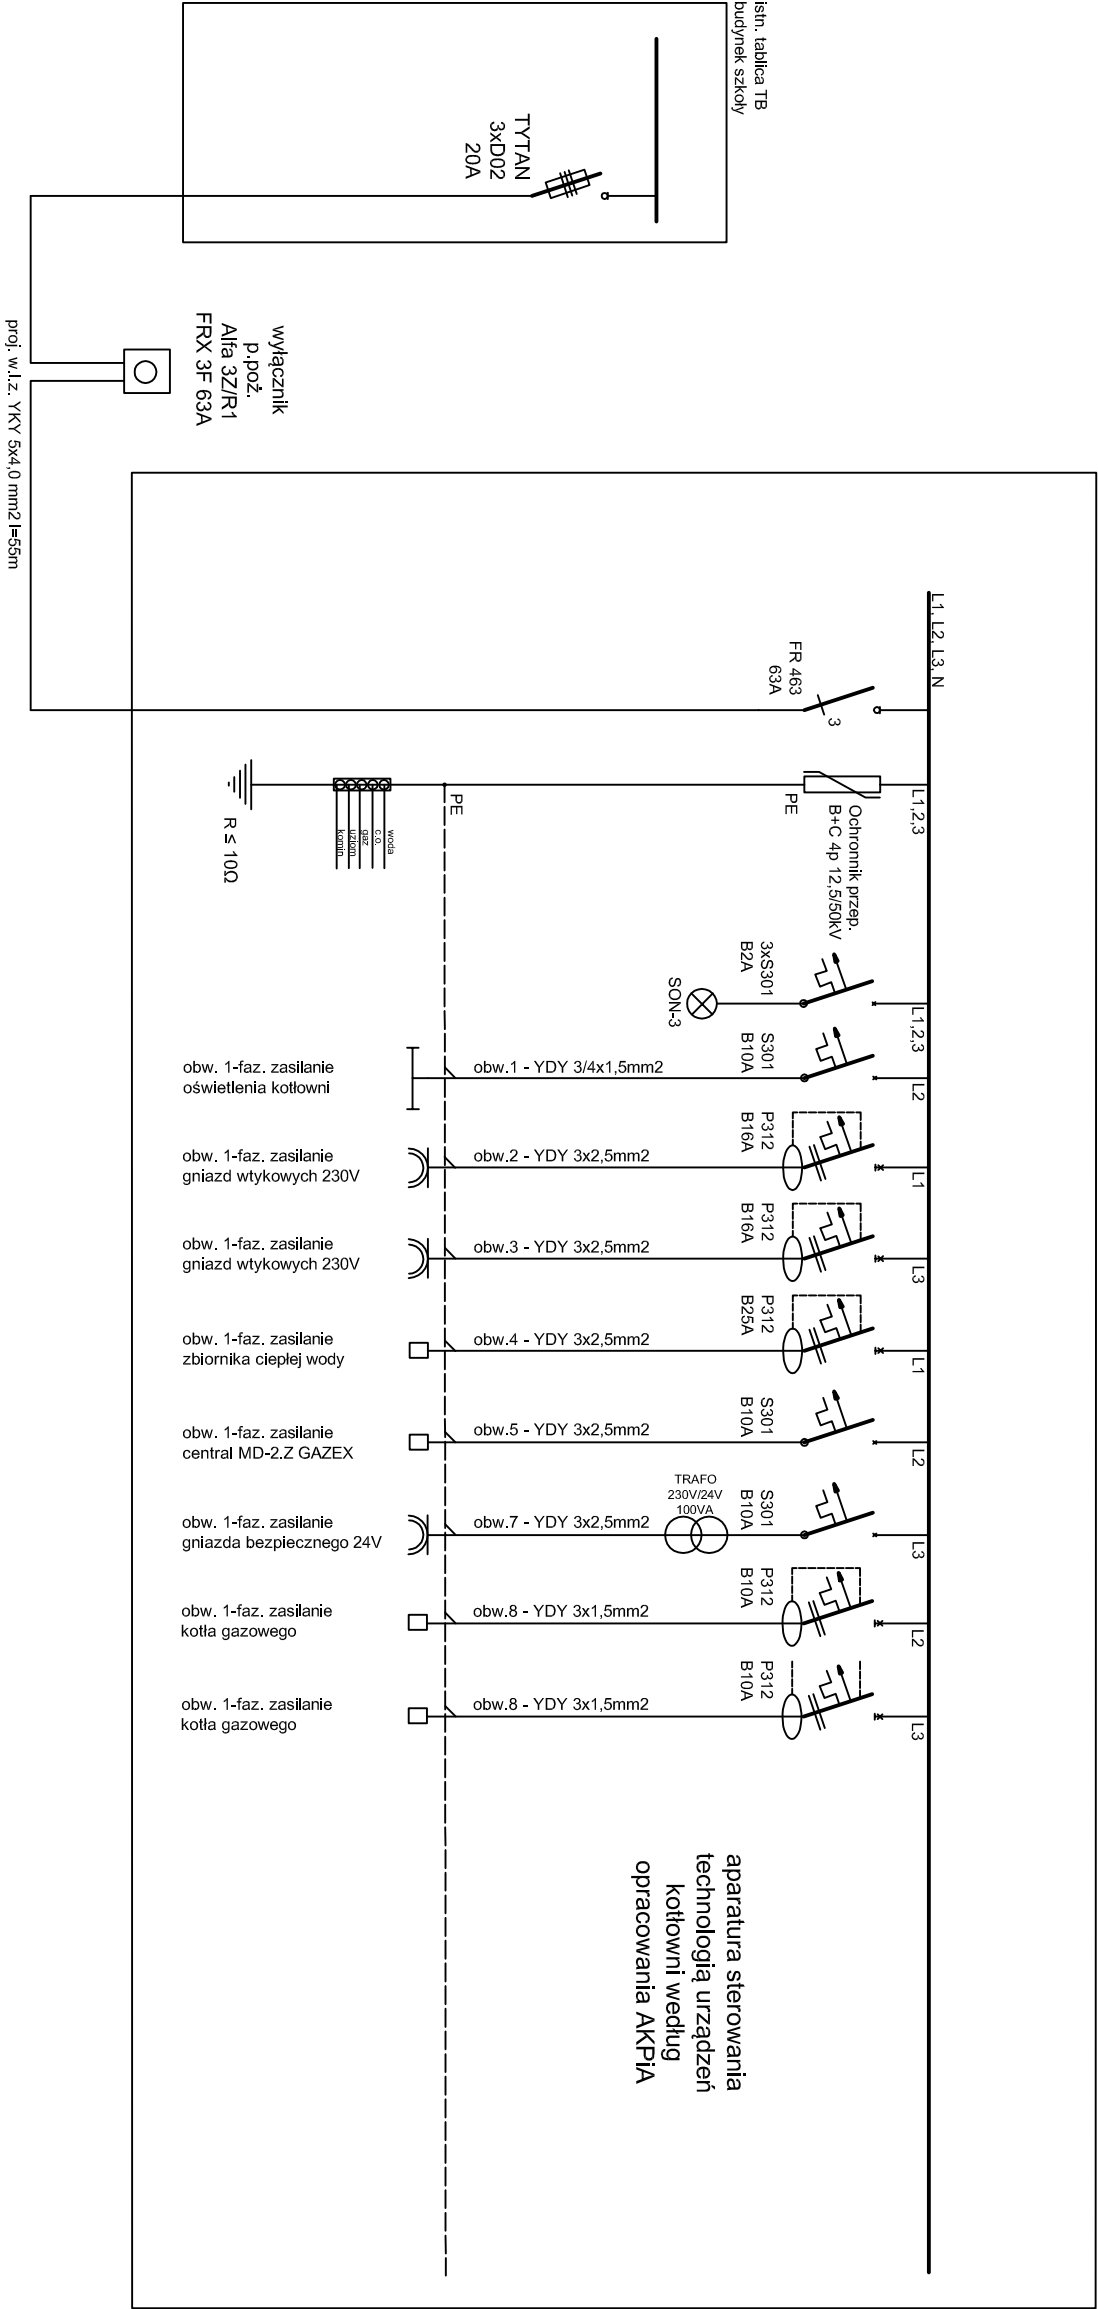 istn. tablica TB
budynek szkoły
TYTAN
3xD02
20A
wyłącznik
p.poż.
Alfa 3Z/R1
FRX 3F 63A
proj. w.l.z. YKY 5x4,0 mm2 l=55m
L1, L2, L3, N
FR 463
63A
3
L1,2,3
Ochronnik przep.
B+C 4p 12,5/50kV
PE
PE
woda
c.o.
gaz
uziom
komin
R ≤ 10Ω
L1,2,3
3xS301
B2A
SON-3
L2
S301
B10A
obw.1 - YDY 3/4x1,5mm2
obw. 1-faz. zasilanie
oświetlenia kotłowni
L1
P312
B16A
obw.2 - YDY 3x2,5mm2
obw. 1-faz. zasilanie
gniazd wtykowych 230V
L3
P312
B16A
obw.3 - YDY 3x2,5mm2
obw. 1-faz. zasilanie
gniazd wtykowych 230V
L1
P312
B25A
obw.4 - YDY 3x2,5mm2
obw. 1-faz. zasilanie
zbiornika ciepłej wody
L2
S301
B10A
obw.5 - YDY 3x2,5mm2
obw. 1-faz. zasilanie
central MD-2.Z GAZEX
L3
S301
B10A
TRAFO
230V/24V
100VA
obw.7 - YDY 3x2,5mm2
obw. 1-faz. zasilanie
gniazda bezpiecznego 24V
L2
P312
B10A
obw.8 - YDY 3x1,5mm2
obw. 1-faz. zasilanie
kotła gazowego
L3
P312
B10A
obw.8 - YDY 3x1,5mm2
obw. 1-faz. zasilanie
kotła gazowego
aparatura sterowania
technologią urządzeń
kotłowni według
opracowania AKPiA